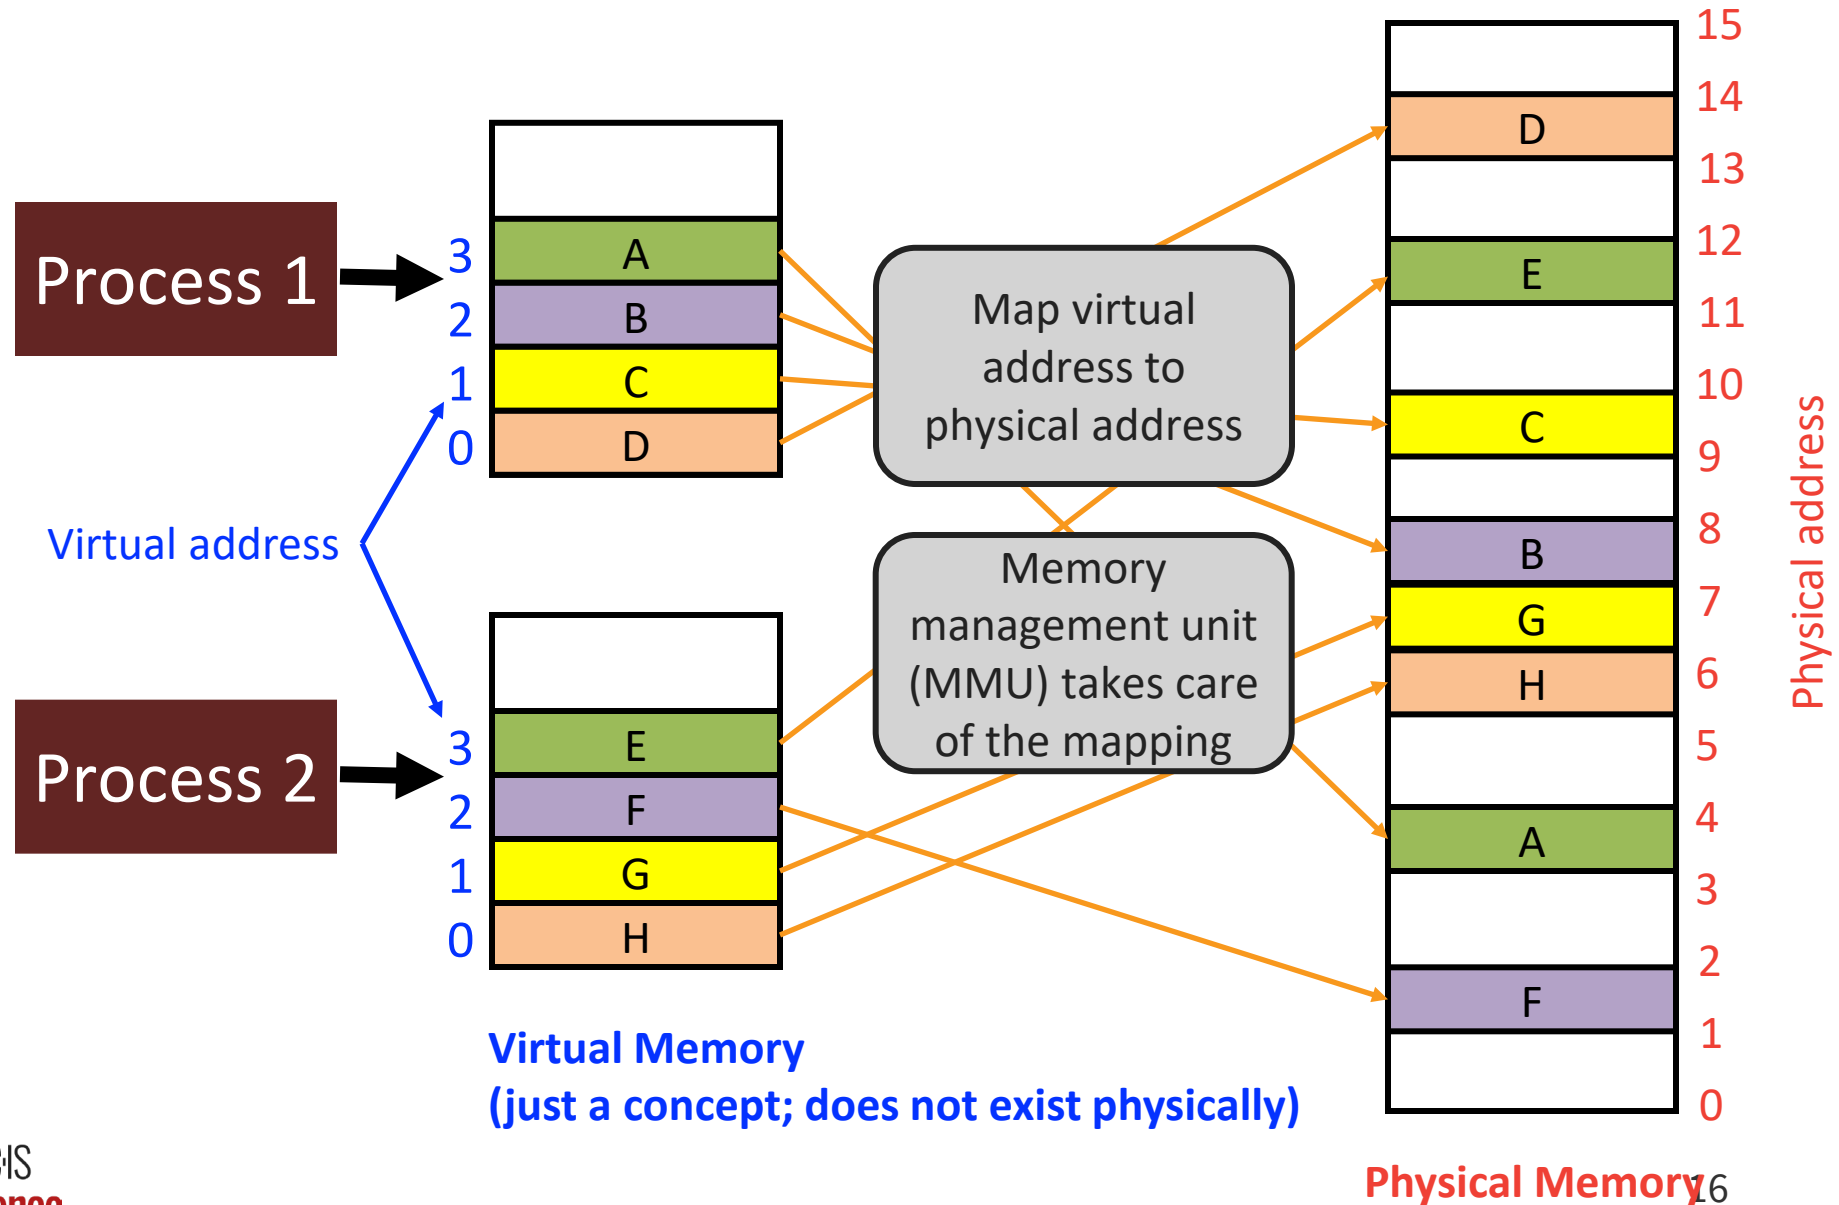 Process 1
3
2
1
0
A
B
C
D
Virtual address
Process 2
3
2
1
0
E
F
G
H
Map virtual
address to
physical address
Memory
management unit
(MMU) takes care
of the mapping
Virtual Memory
(just a concept; does not exist physically)
D
E
C
B
G
H
A
F
15
14
13
12
11
10
9
8
7
6
5
4
3
2
1
0
Physical address
Physical Memory
16